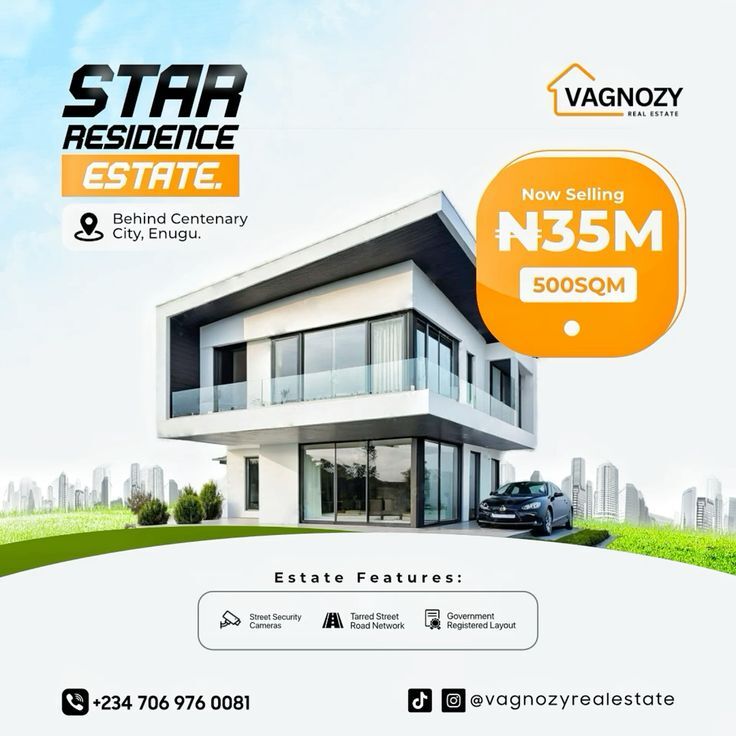 STAR
RESIDENCE
ESTATE.
Behind Centenary
City, Enugu.
VAGNOZY
REAL ESTATE
Now Selling
₦35M
500SQM
Estate Features:
Street Security
Cameras
Tarred Street
Road Network
Government
Registered Layout
+234 706 976 0081
@vagnozyrealestate